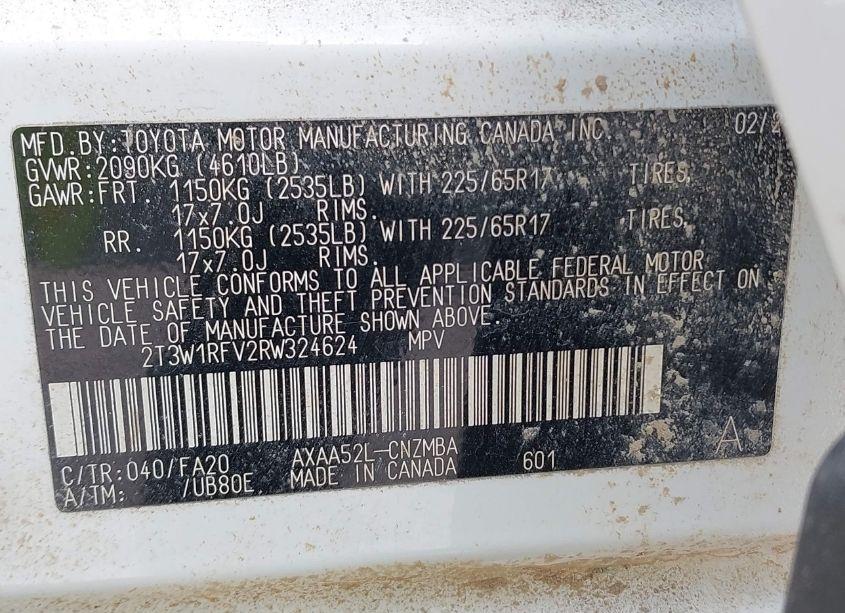 MFD.BY:TOYOTA MOTOR MANUFACTURING CANADA INC 02/2
GVWR:2090KG (4610LB)
GAWR:FRT. 1150KG (2535LB) WITH 225/65R17 TIRES,
17x7.0J RIMS.
RR. 1150KG (2535LB) WITH 225/65R17 TIRES,
17x7.0J RIMS.
THIS VEHICLE CONFORMS TO ALL APPLICABLE FEDERAL MOTOR
VEHICLE SAFETY AND THEFT PREVENTION STANDARDS IN EFFECT ON
THE DATE OF MANUFACTURE SHOWN ABOVE.
2T3W1RFV2RW324624 MPV
C/TR:040/FA20 AXAA52L-CNZMBA 601 A
A/TM: /UB80E MADE IN CANADA